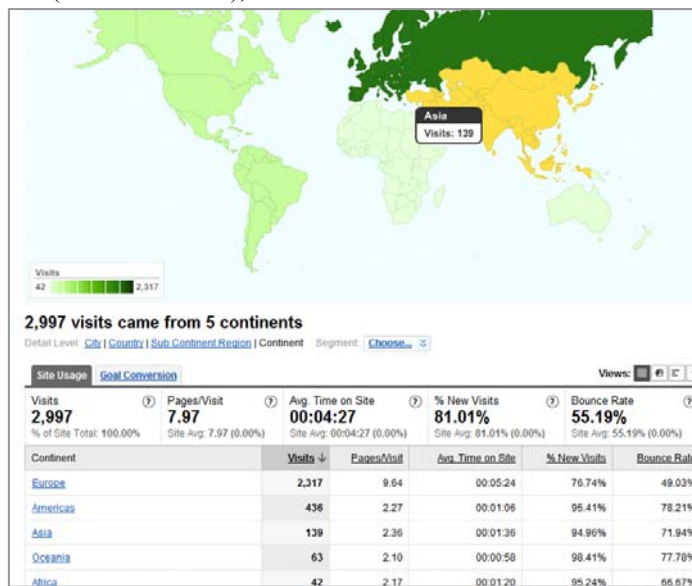 Asia
Visits: 139
Visits
42 2,317
2,997 visits came from 5 continents
Detail Level: City | Country | Sub Continent Region | Continent Segment: Choose...
Site Usage Goal Conversion Views:
Visits Pages/Visit Avg. Time on Site % New Visits Bounce Rate
2,997 7.97 00:04:27 81.01% 55.19%
% of Site Total: 100.00% Site Avg: 7.97 (0.00%) Site Avg: 00:04:27 (0.00%) Site Avg: 81.01% (0.00%) Site Avg: 55.19% (0.00%)
Continent Visits ↓ Pages/Visit Avg. Time on Site % New Visits Bounce Rate
Europe 2,317 9.64 00:05:24 76.74% 49.03%
Americas 436 2.27 00:01:06 95.41% 78.21%
Asia 139 2.36 00:01:36 94.96% 71.94%
Oceania 63 2.10 00:00:58 98.41% 77.78%
Africa 42 2.17 00:01:20 95.24% 66.67%